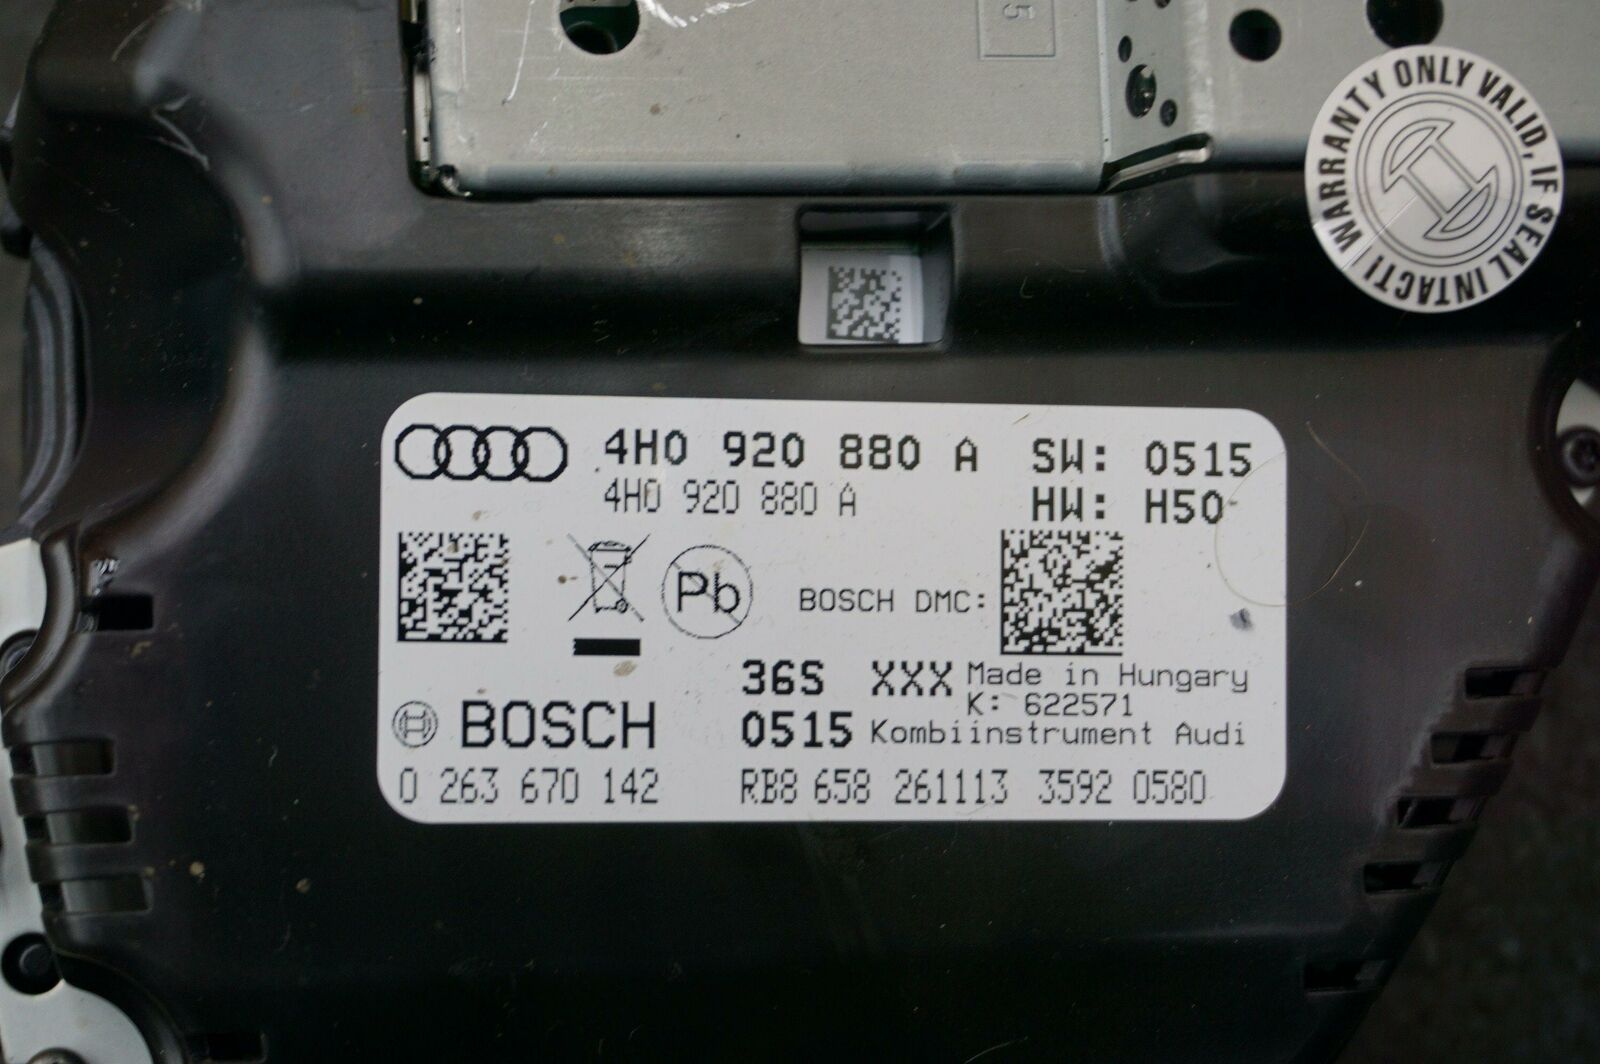 5
WARRANTY ONLY VALID, IF SEAL INTACT!
4H0 920 880 A SW: 0515
4H0 920 880 A HW: H50
Pb BOSCH DMC:
36S XXX Made in Hungary
K: 622571
BOSCH 0515 Kombiinstrument Audi
0 263 670 142 RB8 658 261113 3592 0580